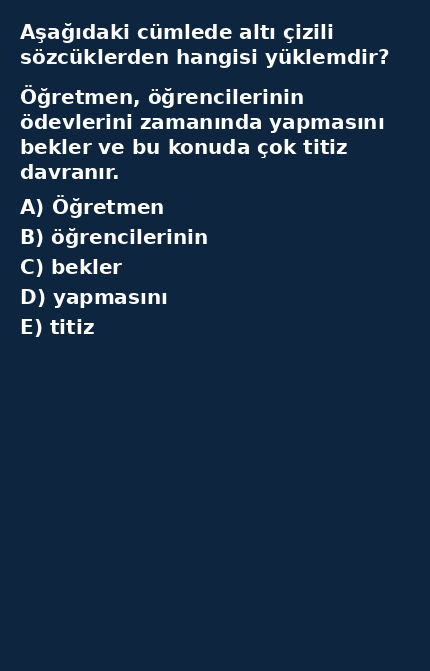 Aşağıdaki cümlede altı çizili
sözcüklerden hangisi yüklemdir?
Öğretmen, öğrencilerinin
ödevlerini zamanında yapmasını
bekler ve bu konuda çok titiz
davranır.
A) Öğretmen
B) öğrencilerinin
C) bekler
D) yapmasını
E) titiz